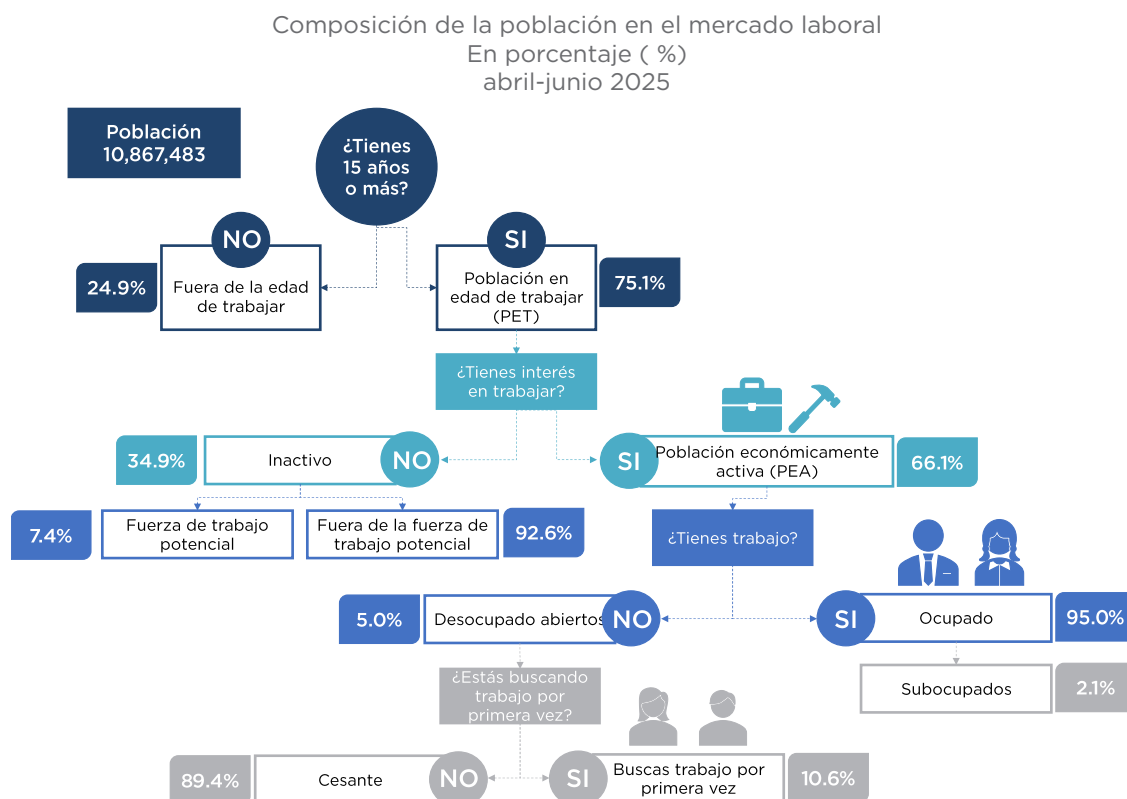 Composición de la población en el mercado laboral
En porcentaje ( %)
abril-junio 2025
Población
10,867,483
¿Tienes
15 años
o más?
NO
SI
24.9%
Fuera de la edad
de trabajar
Población en
edad de trabajar
(PET)
75.1%
¿Tienes interés
en trabajar?
34.9%
Inactivo
NO
SI
Población económicamente
activa (PEA)
66.1%
7.4%
Fuerza de trabajo
potencial
Fuera de la fuerza de
trabajo potencial
92.6%
¿Tienes trabajo?
5.0%
Desocupado abiertos
NO
SI
Ocupado
95.0%
¿Estás buscando
trabajo por
primera vez?
Subocupados
2.1%
89.4%
Cesante
NO
SI
Buscas trabajo por
primera vez
10.6%